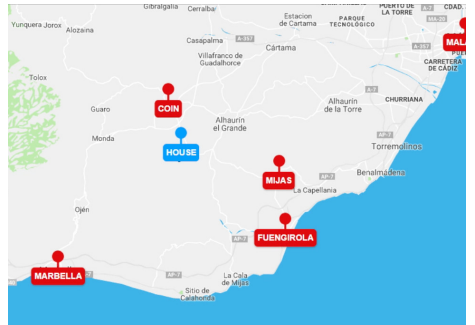 Gibralgalia
Cerralba
PUERTO DE
LA TORRE
CDAD.
Yunquera Jorox
Alozaina
Estacion
de Cartama
PARQUE
TECNOLÓGICO
MA-20
Casapalma
A-357
Cártama
A-357
MALA
Villafranco de
Guadalhorce
CARRETERA
DE CÁDIZ
Tolox
A-7
COIN
Alhaurín
de la Torre
CHURRIANA
Guaro
Alhaurín
el Grande
Monda
AP-7
Torremolinos
HOUSE
Benalmádena
MIJAS
AP-7
La Capellanía
Ojén
FUENGIROLA
AP-7
MARBELLA
AP-7
La Cala
de Mijas
Sitio de
Calahonda